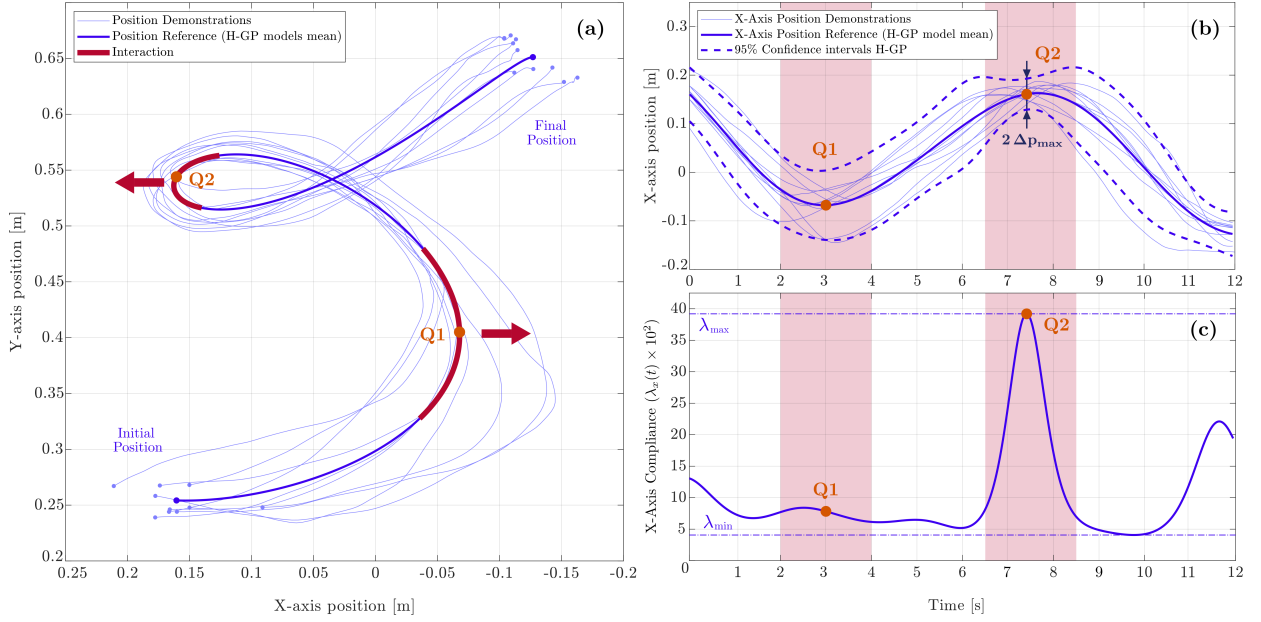 Position Demonstrations
Position Reference (H-GP models mean)
Interaction
(a)
0.65
0.6
0.55
0.5
0.45
0.4
0.35
0.3
0.25
0.2
Y-axis position [m]
Final
Position
Q2
Q1
Initial
Position
0.25
0.2
0.15
0.1
0.05
0
-0.05
-0.1
-0.15
-0.2
X-axis position [m]
X-Axis Position Demonstrations
X-Axis Position Reference (H-GP model mean)
95% Confidence intervals H-GP
(b)
0.3
0.2
0.1
0
-0.1
-0.2
X-axis position [m]
Q2
2 Δp_max
Q1
0
1
2
3
4
5
6
7
8
9
10
11
12
(c)
40
35
30
25
20
15
10
5
0
X-Axis Compliance (λ_x(t) × 10²)
λ_max
Q2
Q1
λ_min
1
2
3
4
5
6
7
8
9
10
11
12
Time [s]